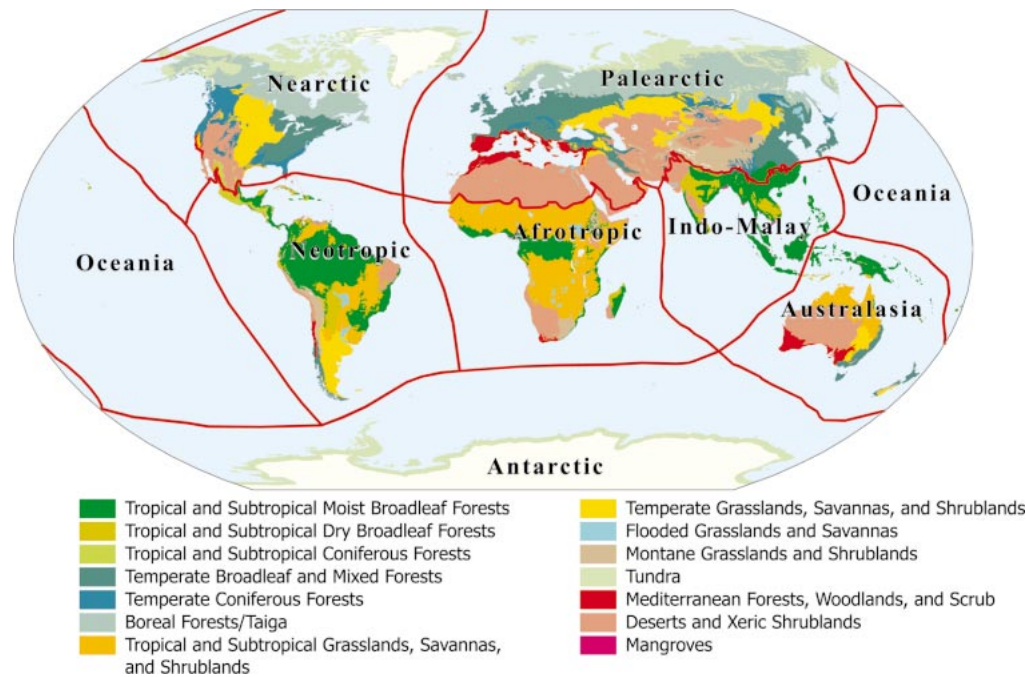 Nearctic
Palearctic
Oceania
Neotropic
Afrotropic
Indo-Malay
Oceania
Australasia
Antarctic
Tropical and Subtropical Moist Broadleaf Forests
Tropical and Subtropical Dry Broadleaf Forests
Tropical and Subtropical Coniferous Forests
Temperate Broadleaf and Mixed Forests
Temperate Coniferous Forests
Boreal Forests/Taiga
Tropical and Subtropical Grasslands, Savannas,
and Shrublands
Temperate Grasslands, Savannas, and Shrublands
Flooded Grasslands and Savannas
Montane Grasslands and Shrublands
Tundra
Mediterranean Forests, Woodlands, and Scrub
Deserts and Xeric Shrublands
Mangroves